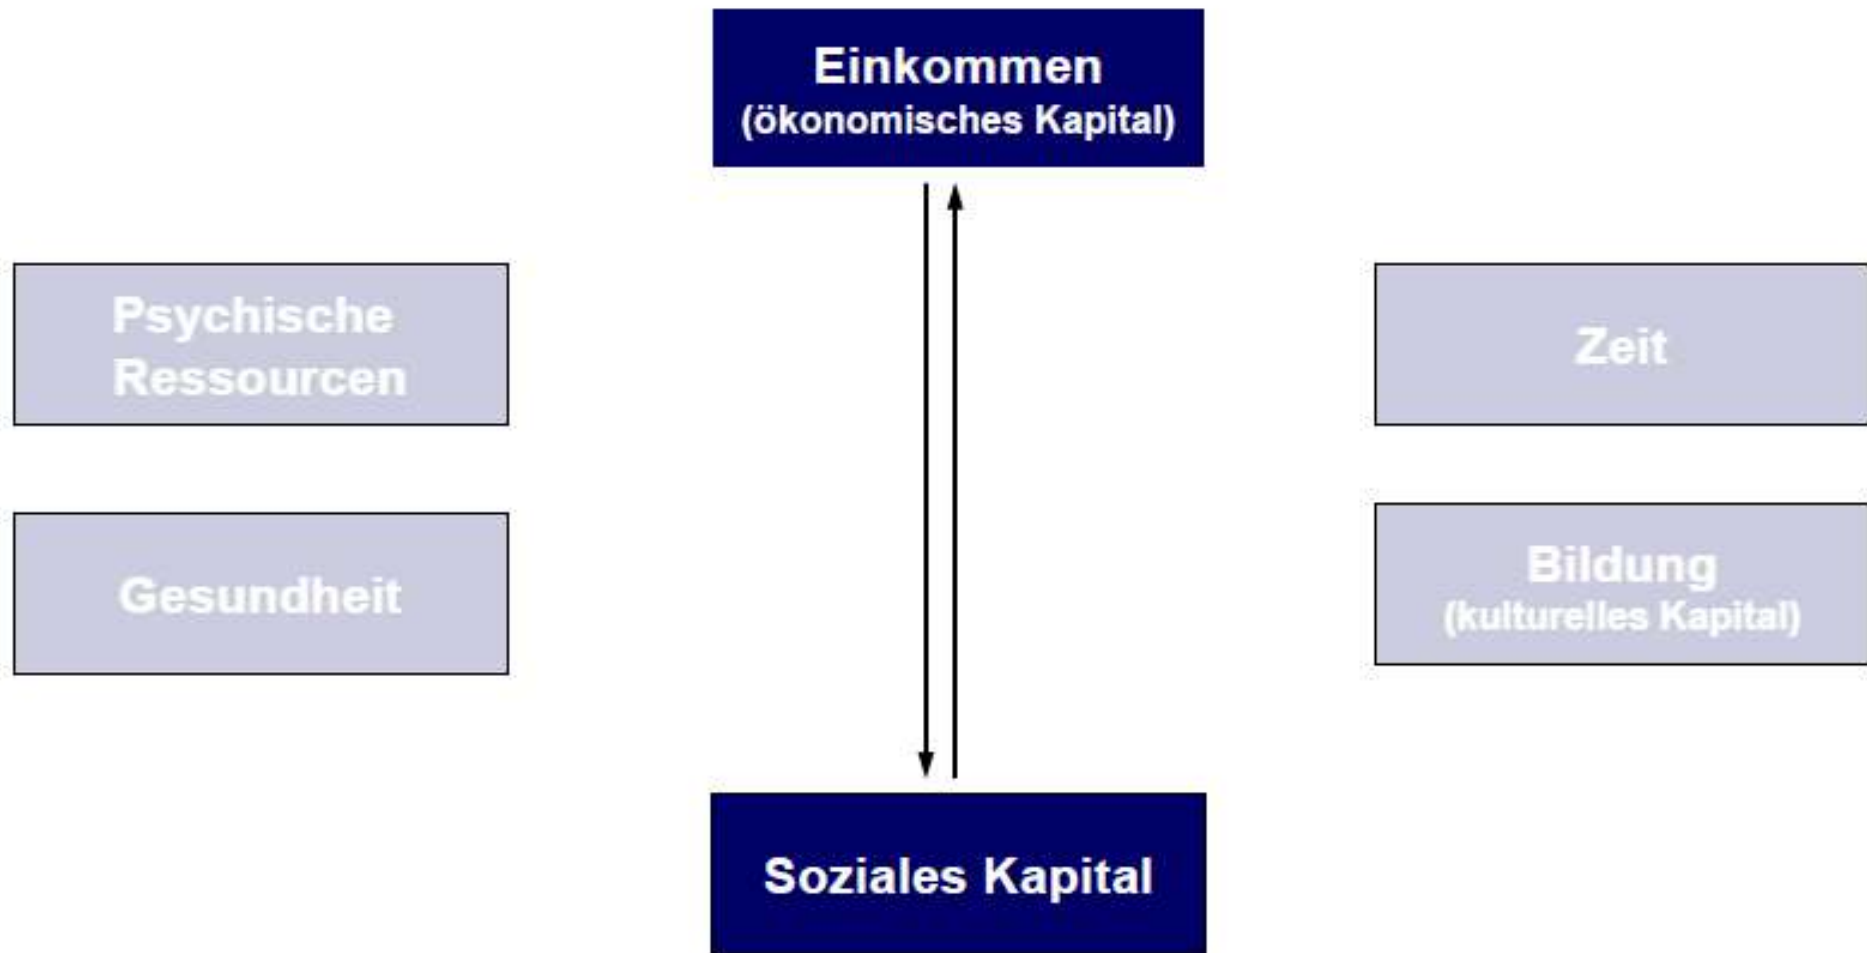 Einkommen
(ökonomisches Kapital)
Psychische
Ressourcen
Zeit
Gesundheit
Bildung
(kulturelles Kapital)
Soziales Kapital